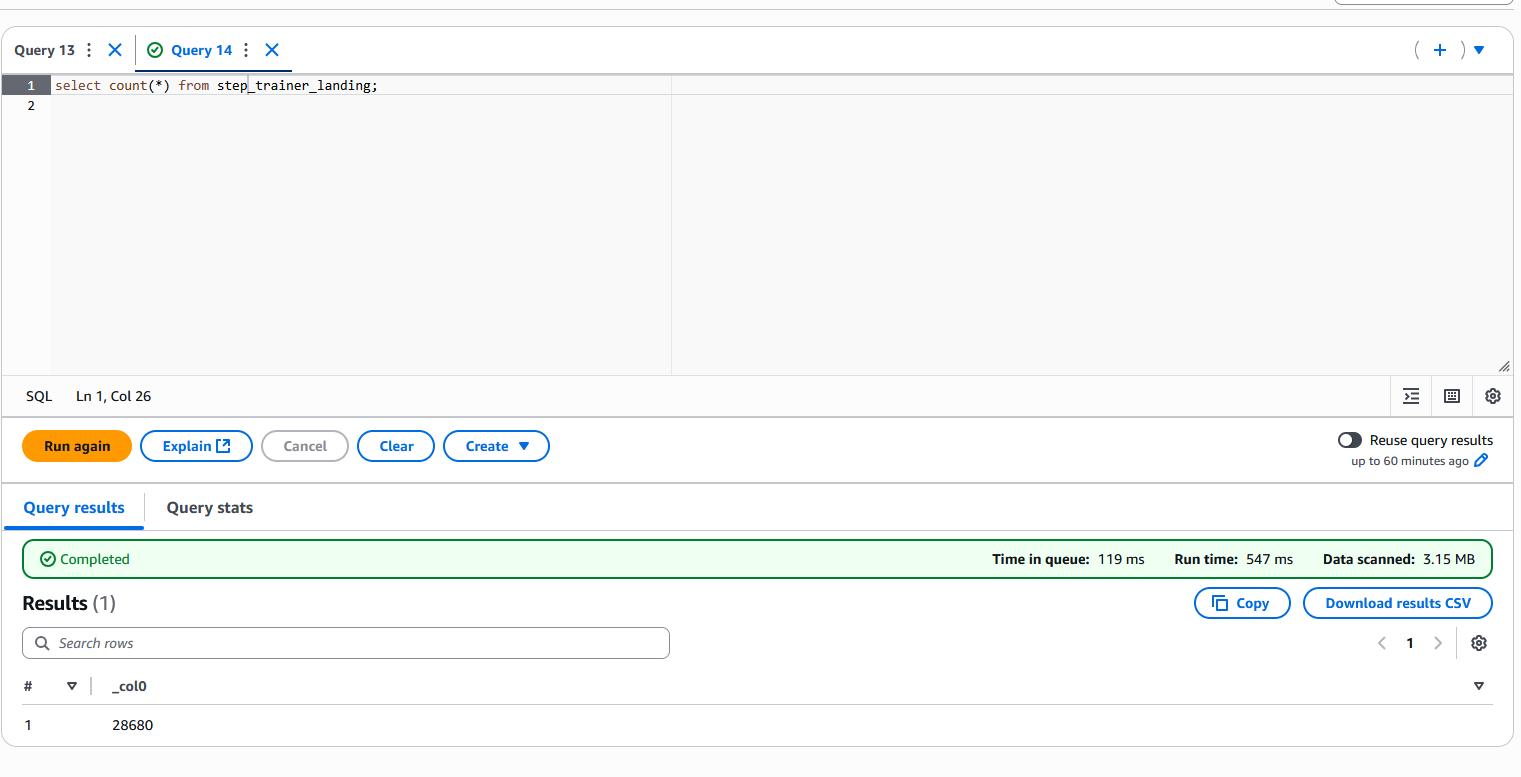 Query 13 Query 14
1 select count(*) from step_trainer_landing;
2
SQL Ln 1, Col 26
Run again Explain Cancel Clear Create Reuse query results
up to 60 minutes ago
Query results Query stats
Completed Time in queue: 119 ms Run time: 547 ms Data scanned: 3.15 MB
Results (1) Copy Download results CSV
Search rows 1
# _col0
1 28680